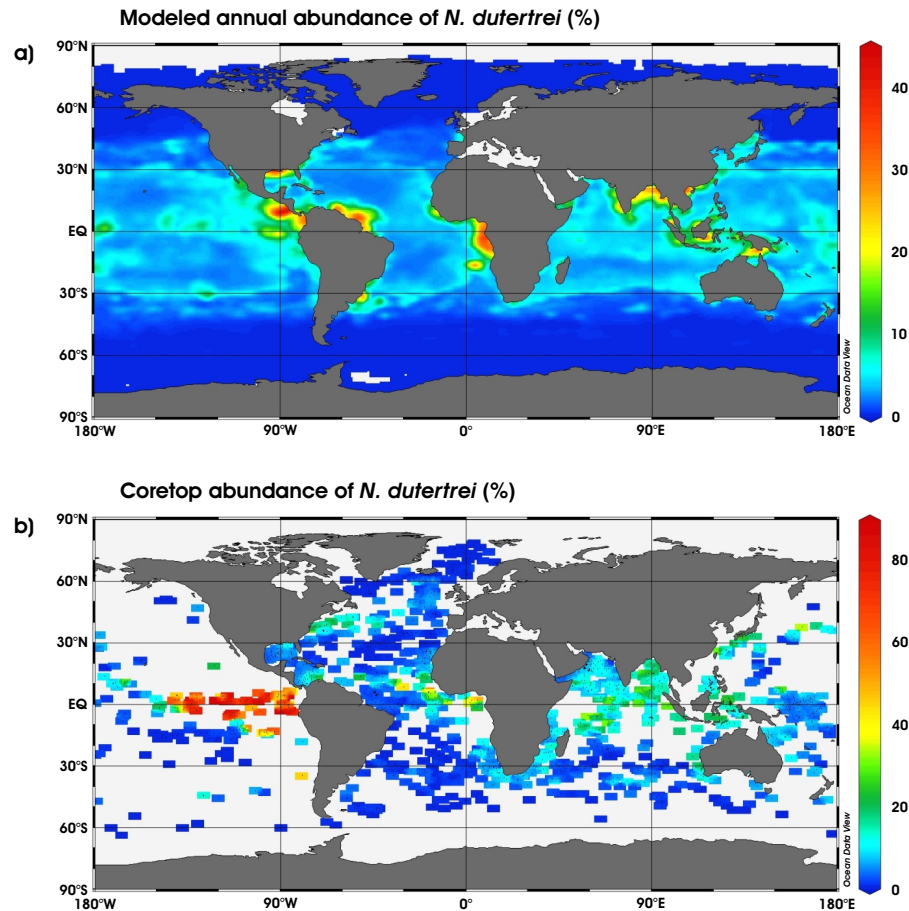 Modeled annual abundance of N. dutertrei (%)
a)
90°N
60°N
30°N
EQ
30°S
60°S
90°S
180°W
90°W
0°
90°E
180°E
Ocean Data View
40
30
20
10
0
Coretop abundance of N. dutertrei (%)
b)
90°N
60°N
30°N
EQ
30°S
60°S
90°S
180°W
90°W
0°
90°E
180°E
Ocean Data View
80
60
40
20
0